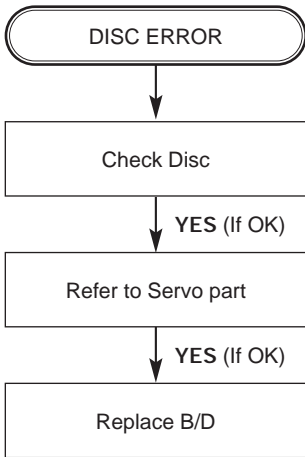 DISC ERROR
Check Disc
YES (If OK)
Refer to Servo part
YES (If OK)
Replace B/D